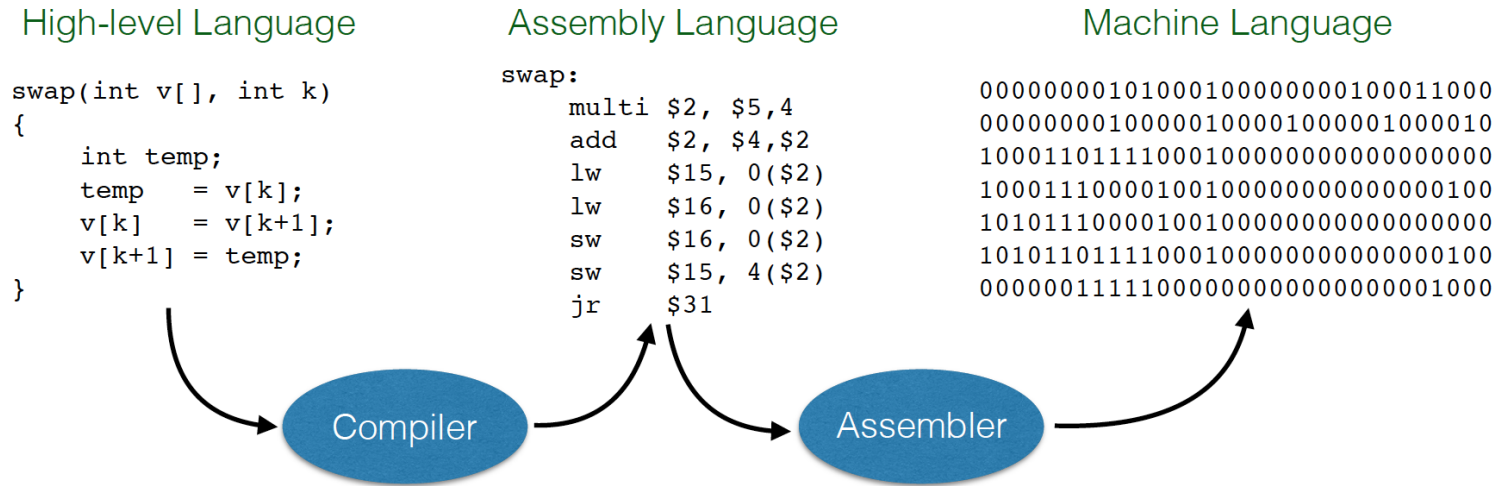 High-level Language
swap(int v[], int k)
{
int temp;
temp = v[k];
v[k] = v[k+1];
v[k+1] = temp;
}
Compiler
Assembly Language
swap:
multi $2, $5,4
add $2, $4,$2
lw $15, 0($2)
lw $16, 0($2)
sw $16, 0($2)
sw $15, 4($2)
jr $31
Assembler
Machine Language
00000000101000100000000100011000
00000000100000100001000001000010
10001101111000100000000000000000
10001110000100100000000000000100
10101110000100100000000000000000
10101101111000100000000000000100
00000011111000000000000000001000